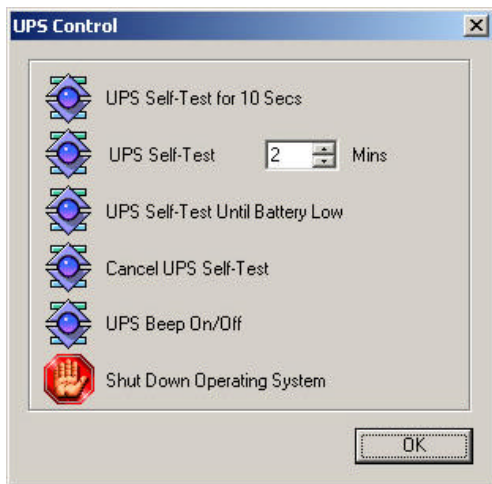 UPS Control
UPS Self-Test for 10 Secs
UPS Self-Test 2 Mins
UPS Self-Test Until Battery Low
Cancel UPS Self-Test
UPS Beep On/Off
Shut Down Operating System
OK